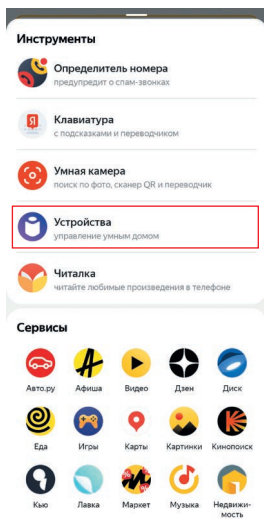 Инструменты
Определитель номера
предупредит о спам-звонках
Я
Клавиатура
с подсказками и переводчиком
Умная камера
поиск по фото, сканер QR и переводчик
Устройства
управление умным домом
Читалка
читайте любимые произведения в телефоне
Сервисы
Авто.ру Афиша Видео Дзен Диск
Еда Игры Карты Картинки Кинопоиск
Кью Лавка Маркет Музыка Недвижи-
мость